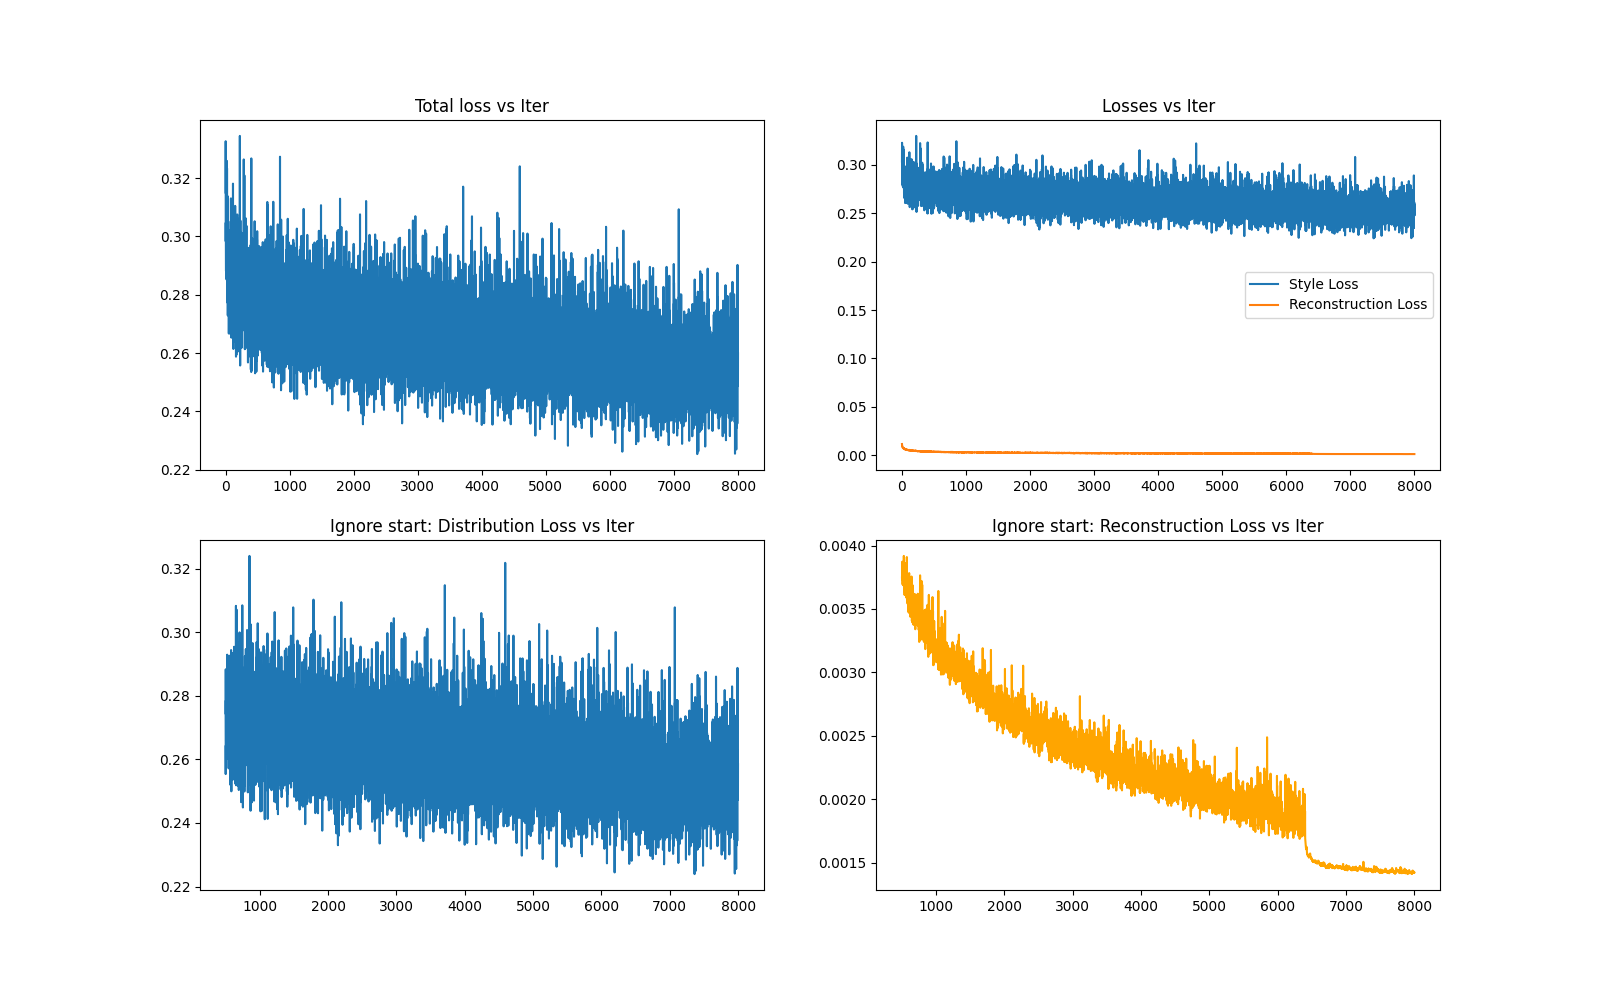 Total loss vs Iter
0.32
0.30
0.28
0.26
0.24
0.22
0 1000 2000 3000 4000 5000 6000 7000 8000
Losses vs Iter
0.30
0.25
0.20
0.15
0.10
0.05
0.00
Style Loss
Reconstruction Loss
0 1000 2000 3000 4000 5000 6000 7000 8000
Ignore start: Distribution Loss vs Iter
0.32
0.30
0.28
0.26
0.24
0.22
1000 2000 3000 4000 5000 6000 7000 8000
Ignore start: Reconstruction Loss vs Iter
0.0040
0.0035
0.0030
0.0025
0.0020
0.0015
1000 2000 3000 4000 5000 6000 7000 8000